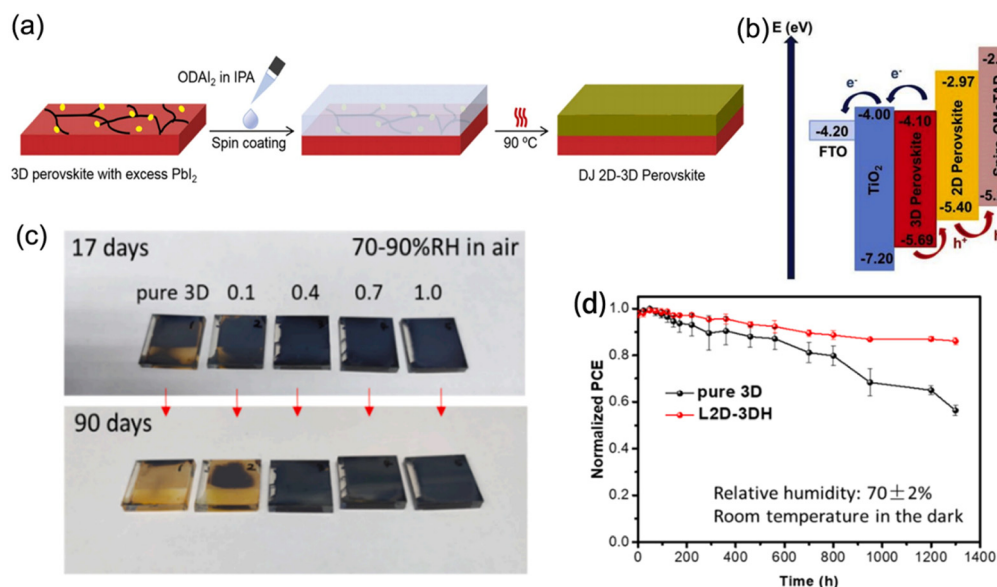 (a)
ODAI₂ in IPA
Spin coating
90 ºC
3D perovskite with excess PbI₂
DJ 2D-3D Perovskite
(b)
E (eV)
e⁻
e⁻
-2.97
-4.00
-4.10
-4.20
FTO
TiO₂
3D Perovskite
2D Perovskite
-5.40
-5.69
h⁺
-7.20
(c)
17 days
70-90%RH in air
pure 3D 0.1 0.4 0.7 1.0
90 days
(d)
Normalized PCE
1.0
0.8
0.6
0.4
0.2
0.0
pure 3D
L2D-3DH
Relative humidity: 70±2%
Room temperature in the dark
0 200 400 600 800 1000 1200 1400
Time (h)